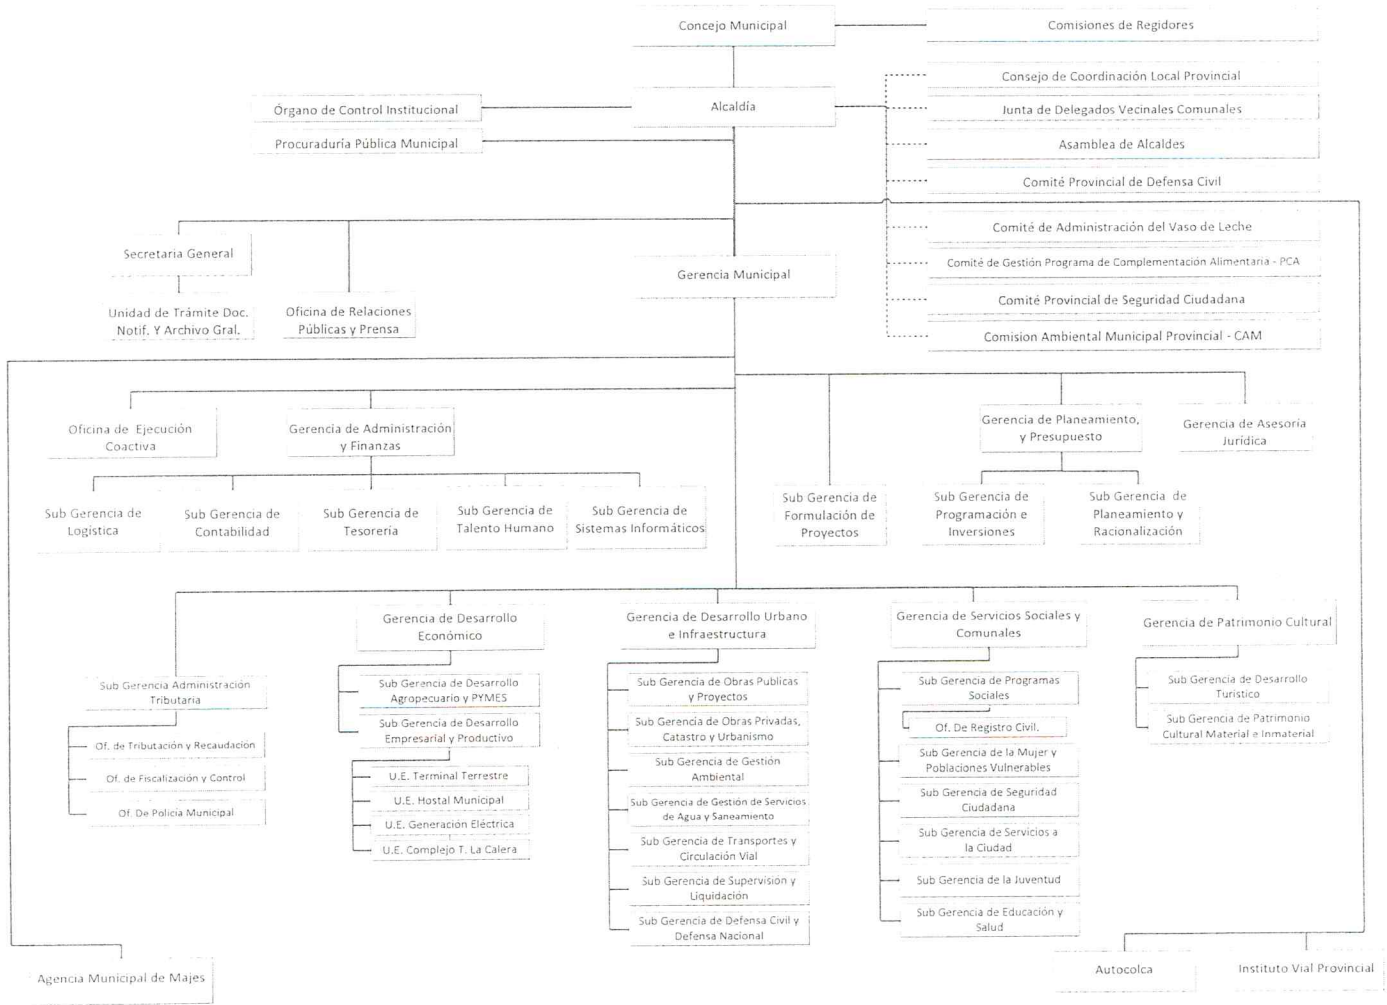 Concejo Municipal
Comisiones de Regidores
Consejo de Coordinación Local Provincial
Órgano de Control Institucional
Alcaldía
Junta de Delegados Vecinales Comunales
Procuraduría Pública Municipal
Asamblea de Alcaldes
Comité Provincial de Defensa Civil
Secretaria General
Comité de Administración del Vaso de Leche
Gerencia Municipal
Comité de Gestión Programa de Complementación Alimentaria - PCA
Comité Provincial de Seguridad Ciudadana
Unidad de Trámite Doc.
Notif. Y Archivo Gral.
Oficina de Relaciones
Públicas y Prensa
Comision Ambiental Municipal Provincial - CAM
Oficina de Ejecución
Coactiva
Gerencia de Administración
y Finanzas
Gerencia de Planeamiento,
y Presupuesto
Gerencia de Asesoría
Jurídica
Sub Gerencia de
Logística
Sub Gerencia de
Contabilidad
Sub Gerencia de
Tesorería
Sub Gerencia de
Talento Humano
Sub Gerencia de
Sistemas Informáticos
Sub Gerencia de
Formulación de
Proyectos
Sub Gerencia de
Programación e
Inversiones
Sub Gerencia de
Planeamiento y
Racionalización
Gerencia de Desarrollo
Económico
Gerencia de Desarrollo Urbano
e Infraestructura
Gerencia de Servicios Sociales y
Comunales
Gerencia de Patrimonio Cultural
Sub Gerencia Administración
Tributaria
Of. de Tributación y Recaudación
Of. de Fiscalización y Control
Of. De Policía Municipal
Sub Gerencia de Desarrollo
Agropecuario y PYMES
Sub Gerencia de Desarrollo
Empresarial y Productivo
U.E. Terminal Terrestre
U.E. Hostal Municipal
U.E. Generación Eléctrica
U.E. Complejo T. La Calera
Sub Gerencia de Obras Publicas
y Proyectos
Sub Gerencia de Obras Privadas,
Catastro y Urbanismo
Sub Gerencia de Gestión
Ambiental
Sub Gerencia de Gestión de Servicios
de Agua y Saneamiento
Sub Gerencia de Transportes y
Circulación Vial
Sub Gerencia de Supervisión y
Liquidación
Sub Gerencia de Defensa Civil y
Defensa Nacional
Sub Gerencia de Programas
Sociales
Of. De Registro Civil.
Sub Gerencia de la Mujer y
Poblaciones Vulnerables
Sub Gerencia de Seguridad
Ciudadana
Sub Gerencia de Servicios a
la Ciudad
Sub Gerencia de la Juventud
Sub Gerencia de Educación y
Salud
Sub Gerencia de Desarrollo
Turístico
Sub Gerencia de Patrimonio
Cultural Material e Inmaterial
Agencia Municipal de Majes
Autocolca
Instituto Vial Provincial